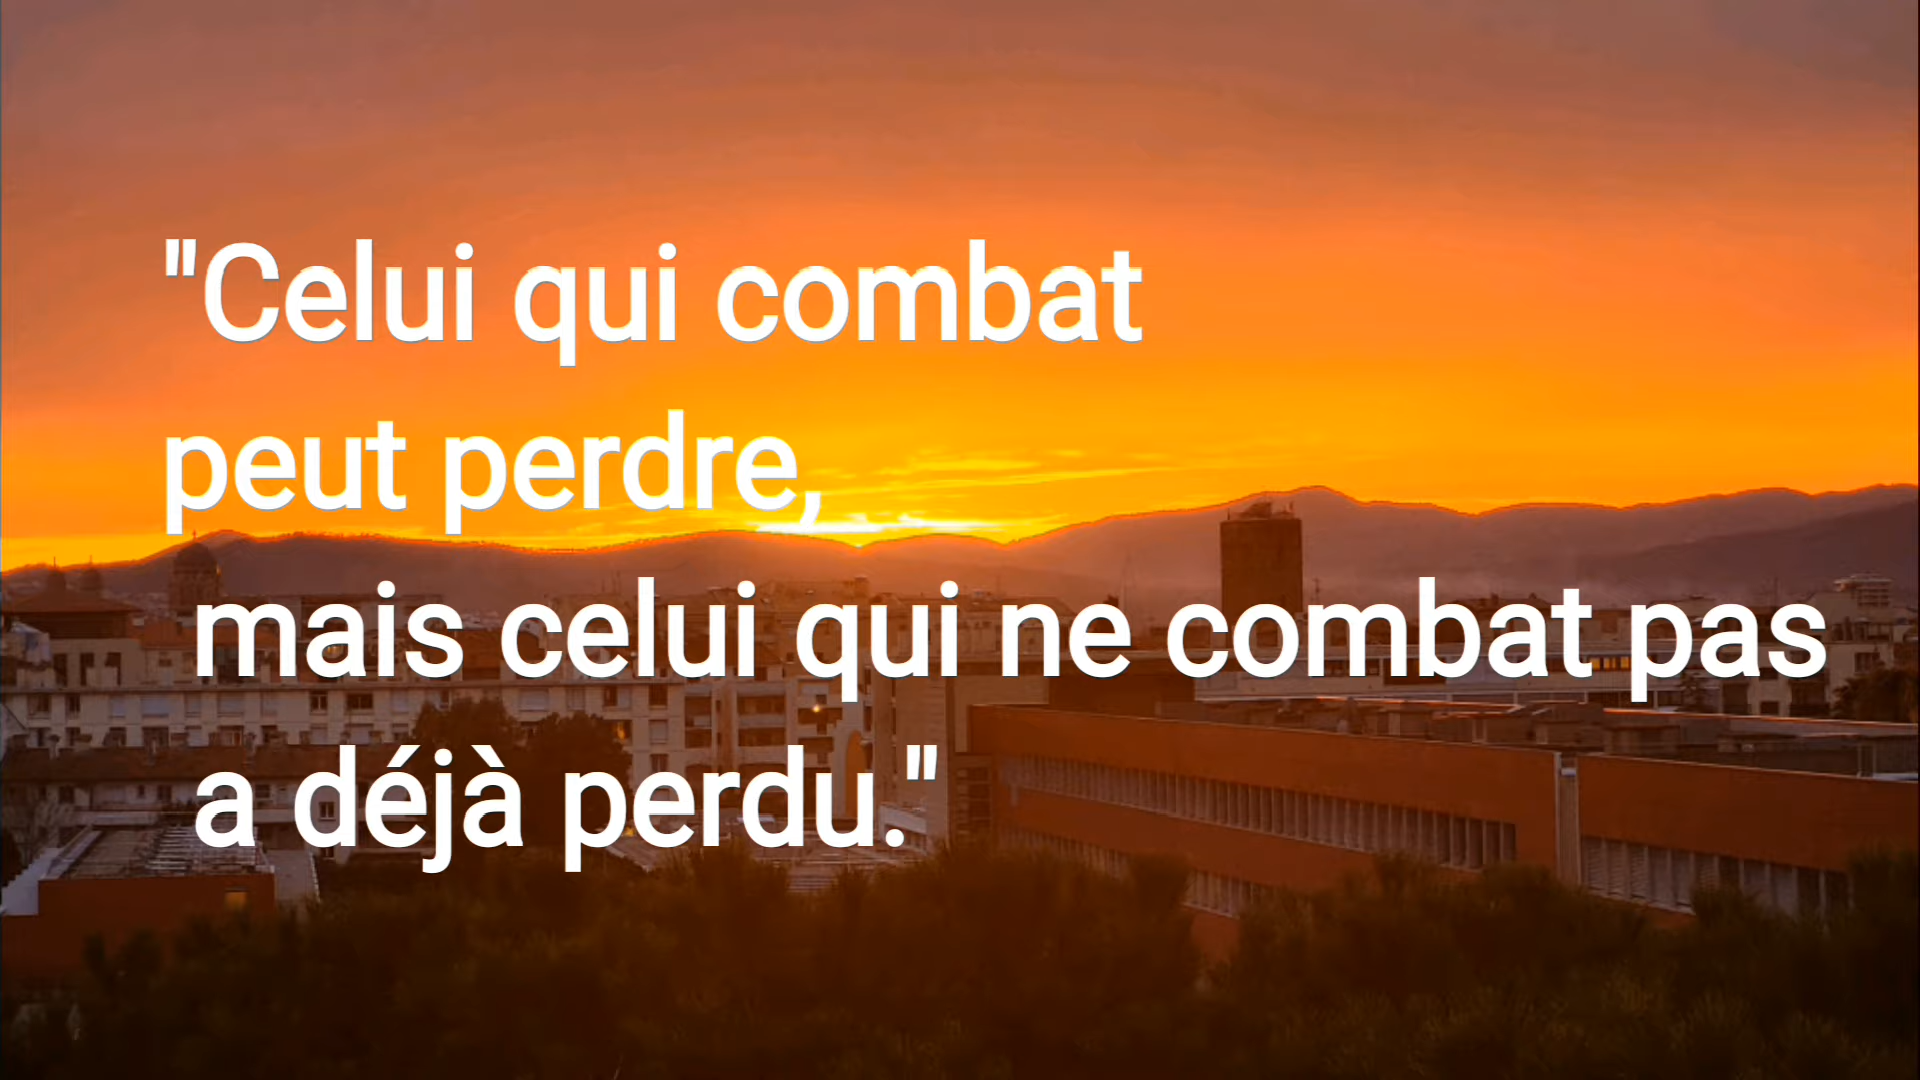 "Celui qui combat
peut perdre,
mais celui qui ne combat pas
a déjà perdu."